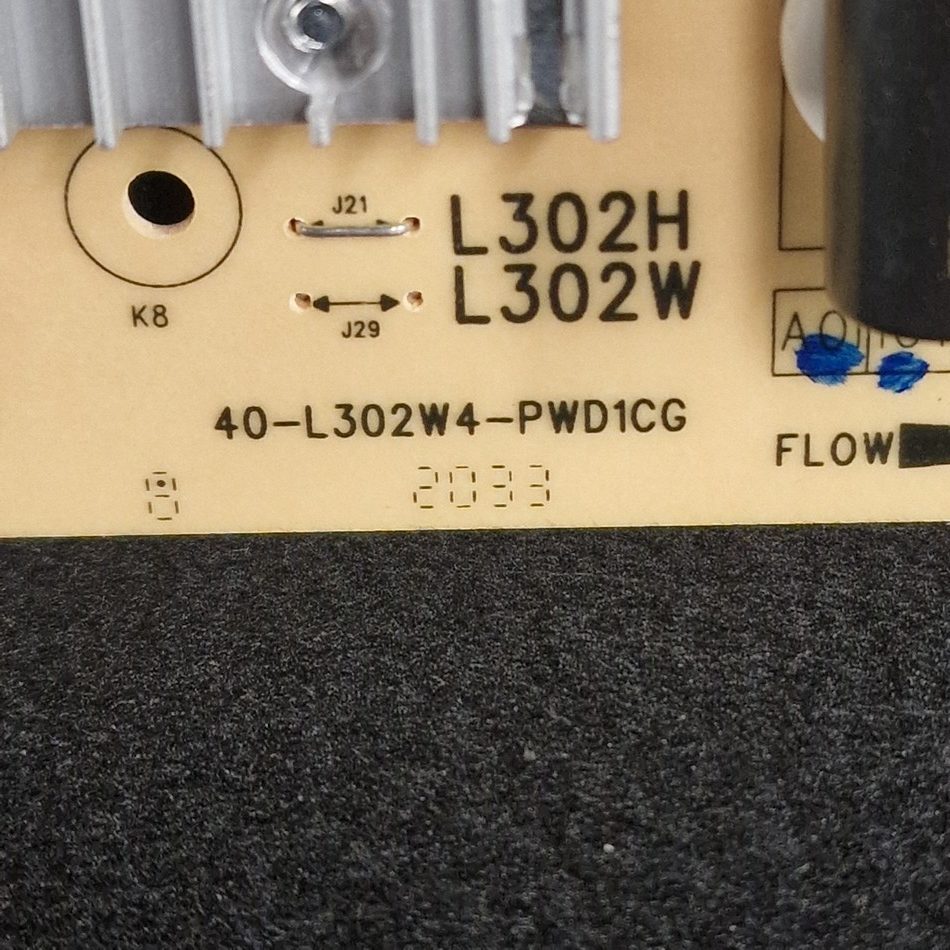 J21
L302H
L302W
K8
J29
40-L302W4-PWD1CG
FLOW
8
2033